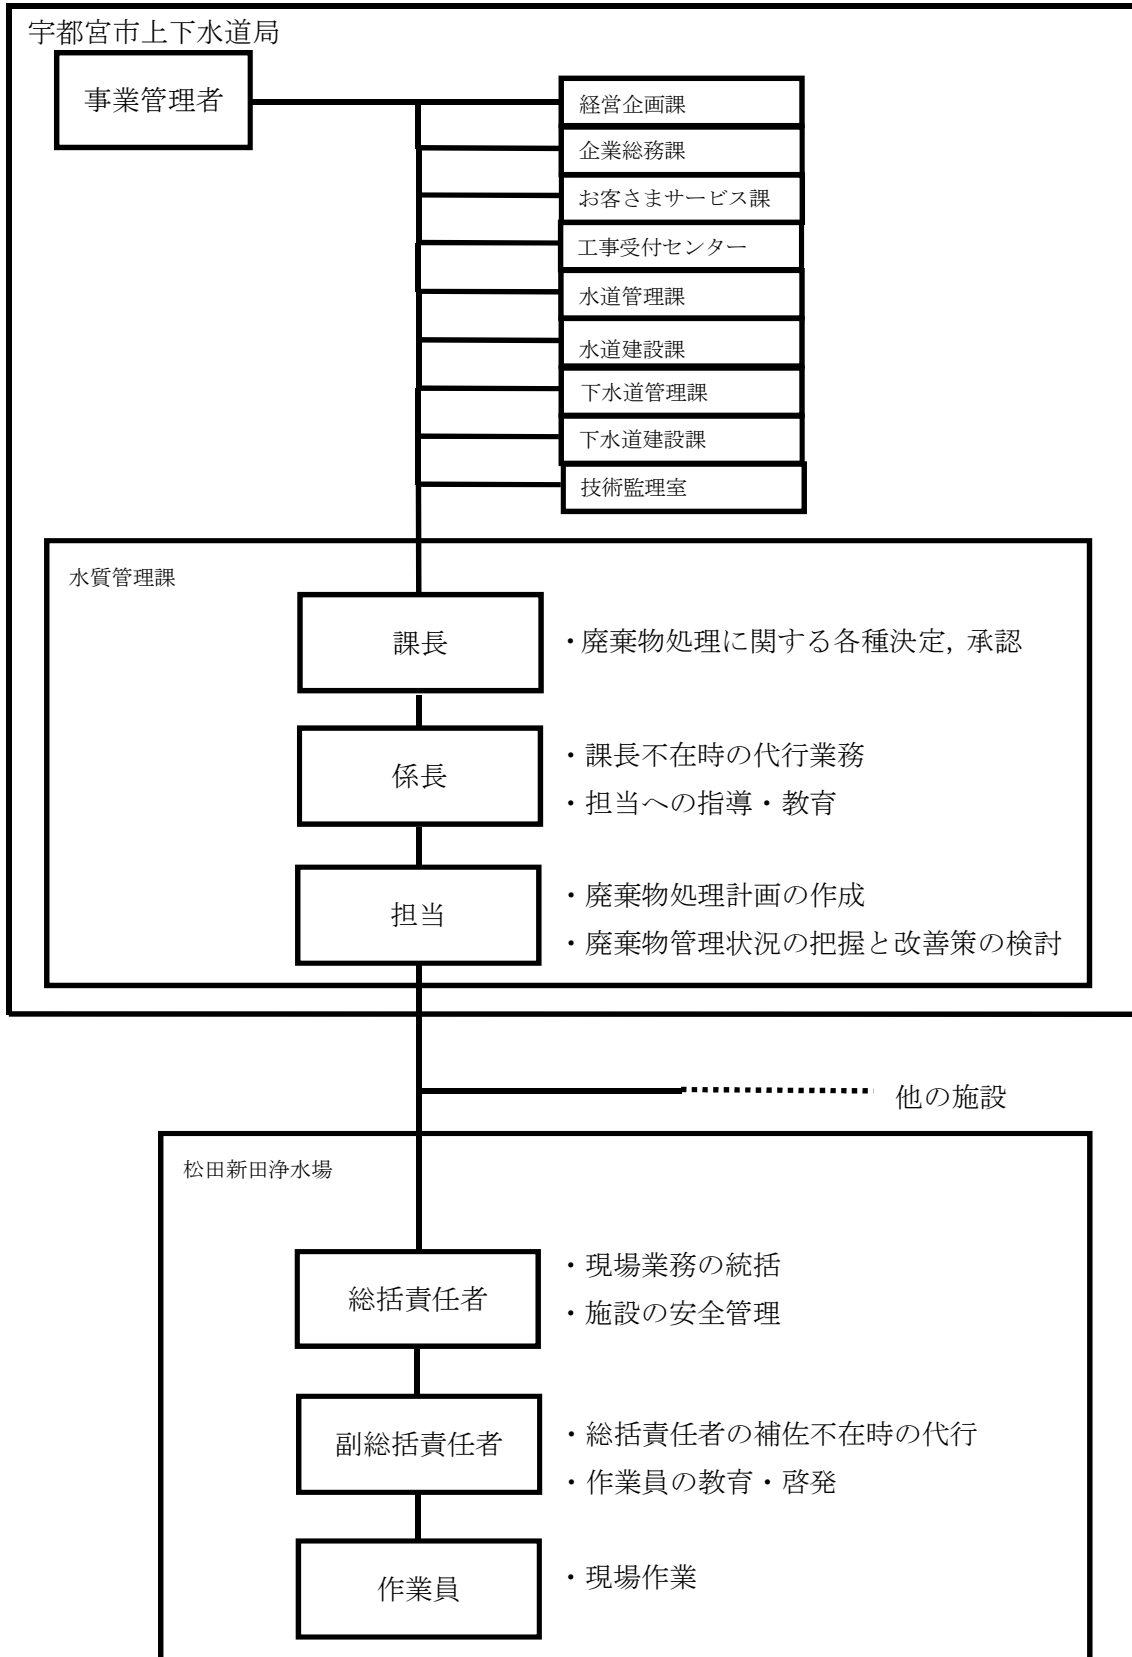 宇都宮市上下水道局
事業管理者
経営企画課
企業総務課
お客さまサービス課
工事受付センター
水道管理課
水道建設課
下水道管理課
下水道建設課
技術監理室
水質管理課
課長
・廃棄物処理に関する各種決定, 承認
係長
・課長不在時の代行業務
・担当への指導・教育
担当
・廃棄物処理計画の作成
・廃棄物管理状況の把握と改善策の検討
他の施設
松田新田浄水場
総括責任者
・現場業務の統括
・施設の安全管理
副総括責任者
・総括責任者の補佐不在時の代行
・作業員の教育・啓発
作業員
・現場作業